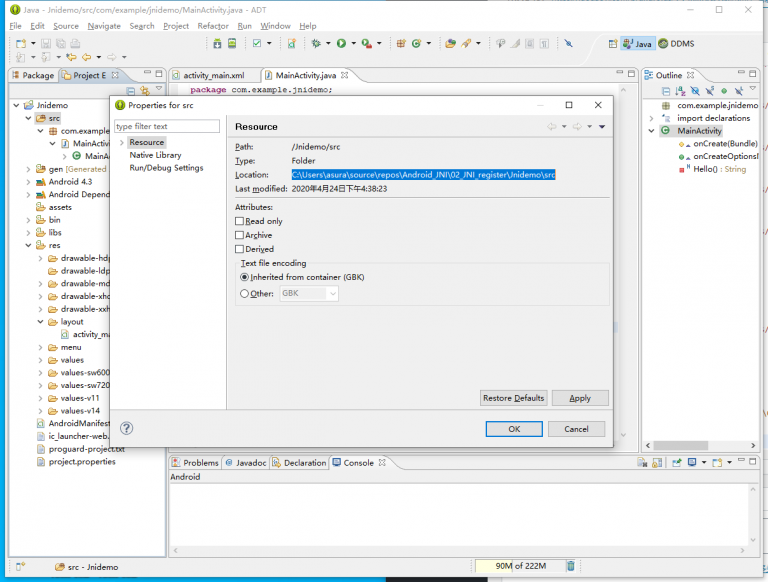 Java - Jnidemo/src/com/example/jnidemo/MainActivity.java - ADT
File Edit Source Navigate Search Project Refactor Run Window Help
Java DDMS
Package Project E
activity_main.xml MainActivity.java
Outline
package com.example.jnidemo;
Jnidemo
src
com.example
MainActivi
MainA
gen [Generated
Android 4.3
Android Depend
assets
bin
libs
res
drawable-hdp
drawable-ldp
drawable-md
drawable-xhd
drawable-xxh
layout
activity_ma
menu
values
values-sw600
values-sw720
values-v11
values-v14
AndroidManifest
ic_launcher-web.
proguard-project.txt
project.properties
Properties for src
type filter text
Resource
Native Library
Run/Debug Settings
Resource
Path: /Jnidemo/src
Type: Folder
Location: C:\Users\asura\source\repos\Android_JNI\02_JNI_register\Jnidemo\src
Last modified: 2020年4月24日下午4:38:23
Attributes:
Read only
Archive
Derived
Text file encoding
Inherited from container (GBK)
Other: GBK
Restore Defaults Apply
OK Cancel
com.example.jnidemo
import declarations
MainActivity
onCreate(Bundle)
onCreateOptionsI
Hello() : String
Problems @ Javadoc Declaration Console
Android
src - Jnidemo
90M of 222M